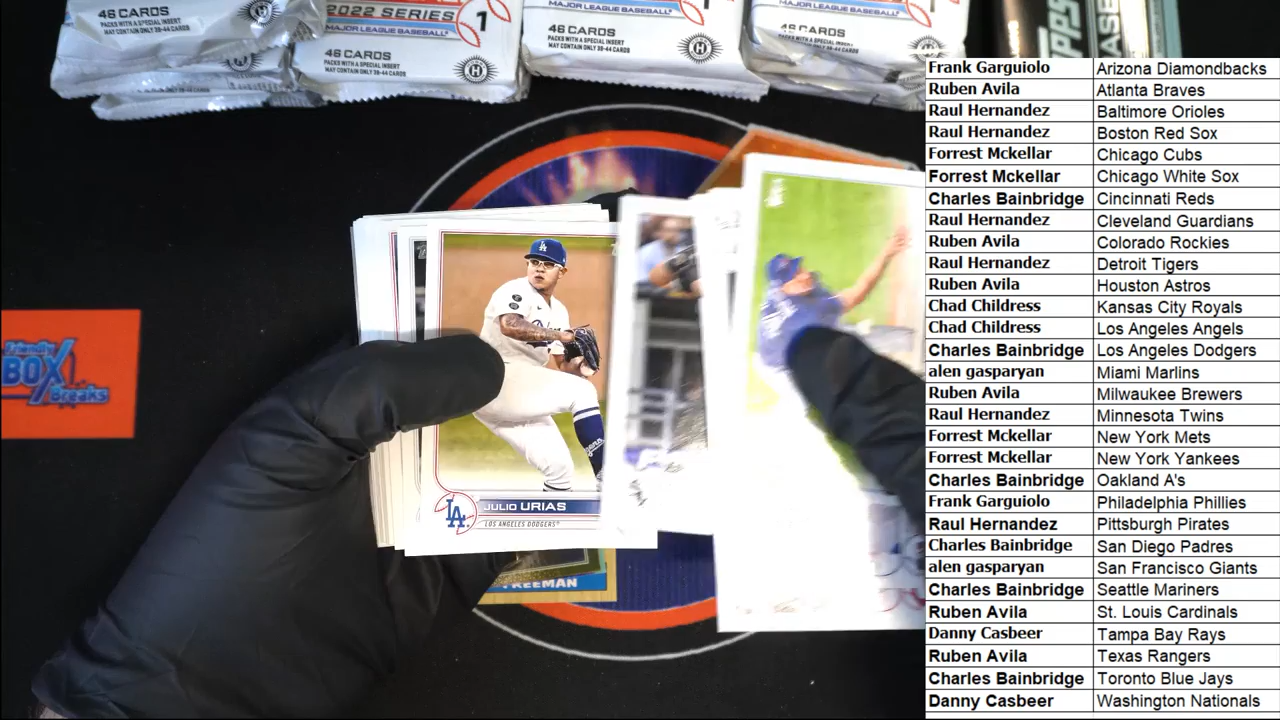 46 CARDS
PACKS WITH A SPECIAL INSERT
MAY CONTAIN ONLY 38-44 CARDS
2022 SERIES 1
MAJOR LEAGUE BASEBALL
46 CARDS
PACKS WITH A SPECIAL INSERT
MAY CONTAIN ONLY 38-44 CARDS
H
MAJOR LEAGUE BASEBALL
46 CARDS
PACKS WITH A SPECIAL INSERT
MAY CONTAIN ONLY 38-44 CARDS
H
MAJOR LEAGUE BASEBALL
46 CARDS
Friendly
BOX
Breaks
LA
LA
JULIO URIAS
LOS ANGELES DODGERS
FREEMAN
Frank Garguiolo Arizona Diamondbacks
Ruben Avila Atlanta Braves
Raul Hernandez Baltimore Orioles
Raul Hernandez Boston Red Sox
Forrest Mckellar Chicago Cubs
Forrest Mckellar Chicago White Sox
Charles Bainbridge Cincinnati Reds
Raul Hernandez Cleveland Guardians
Ruben Avila Colorado Rockies
Raul Hernandez Detroit Tigers
Ruben Avila Houston Astros
Chad Childress Kansas City Royals
Chad Childress Los Angeles Angels
Charles Bainbridge Los Angeles Dodgers
alen gasparyan Miami Marlins
Ruben Avila Milwaukee Brewers
Raul Hernandez Minnesota Twins
Forrest Mckellar New York Mets
Forrest Mckellar New York Yankees
Charles Bainbridge Oakland A's
Frank Garguiolo Philadelphia Phillies
Raul Hernandez Pittsburgh Pirates
Charles Bainbridge San Diego Padres
alen gasparyan San Francisco Giants
Charles Bainbridge Seattle Mariners
Ruben Avila St. Louis Cardinals
Danny Casbeer Tampa Bay Rays
Ruben Avila Texas Rangers
Charles Bainbridge Toronto Blue Jays
Danny Casbeer Washington Nationals